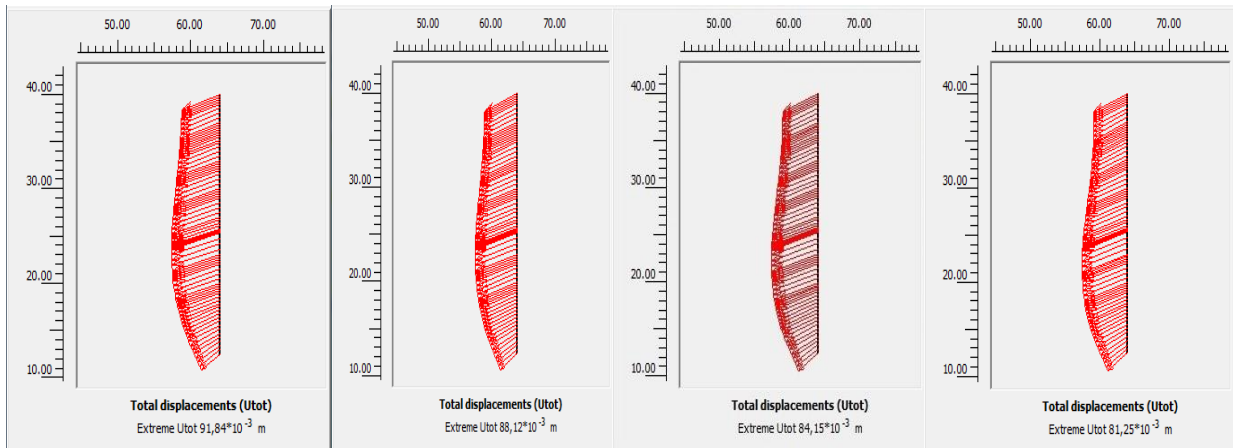 50.00 60.00 70.00
40.00
30.00
20.00
10.00
Total displacements (Utot)
Extreme Utot 91,84*10 -3 m
50.00 60.00 70.00
40.00
30.00
20.00
10.00
Total displacements (Utot)
Extreme Utot 88,12*10 -3 m
50.00 60.00 70.00
40.00
30.00
20.00
10.00
Total displacements (Utot)
Extreme Utot 84,15*10 -3 m
50.00 60.00 70.00
40.00
30.00
20.00
10.00
Total displacements (Utot)
Extreme Utot 81,25*10 -3 m